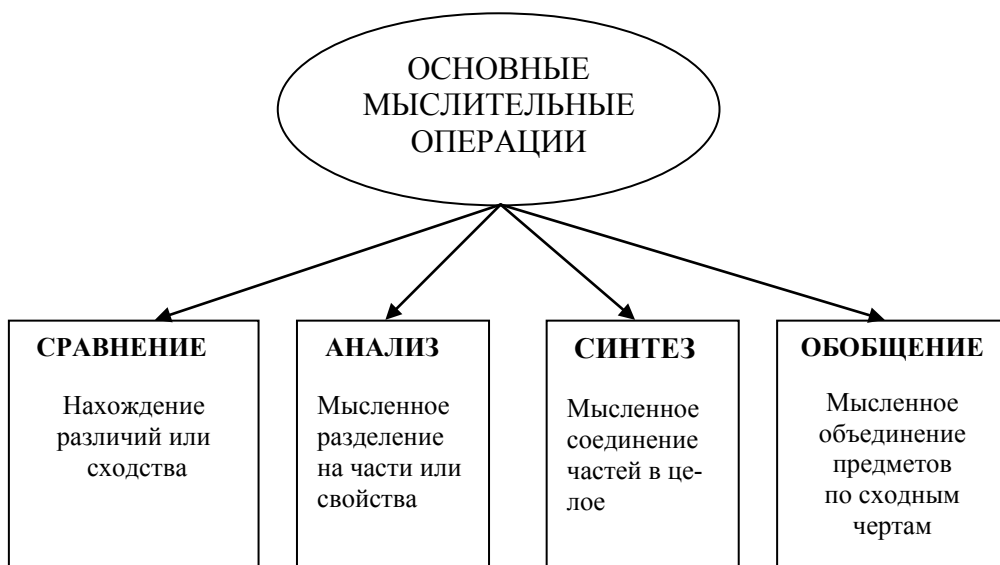 ОСНОВНЫЕ
МЫСЛИТЕЛЬНЫЕ
ОПЕРАЦИИ
СРАВНЕНИЕ
Нахождение
различий или
сходства
АНАЛИЗ
Мысленное
разделение
на части или
свойства
СИНТЕЗ
Мысленное
соединение
частей в це-
лое
ОБОБЩЕНИЕ
Мысленное
объединение
предметов
по сходным
чертам